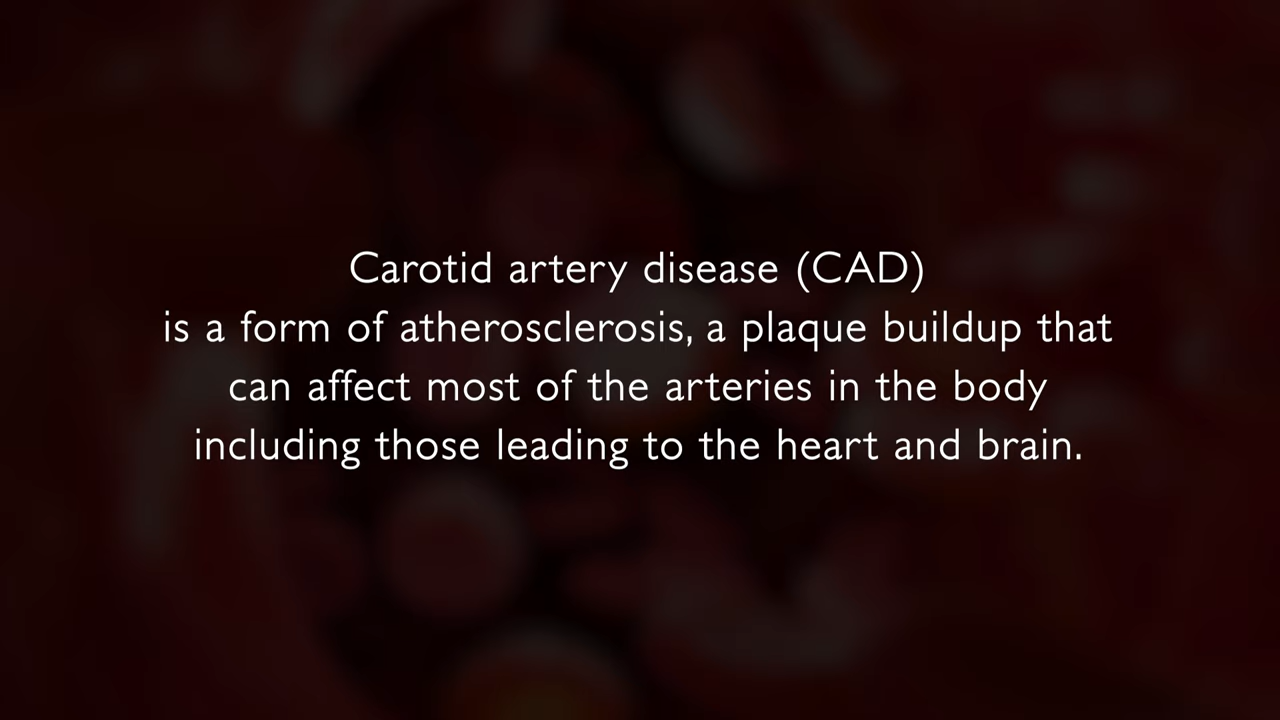 Carotid artery disease (CAD)
is a form of atherosclerosis, a plaque buildup that
can affect most of the arteries in the body
including those leading to the heart and brain.